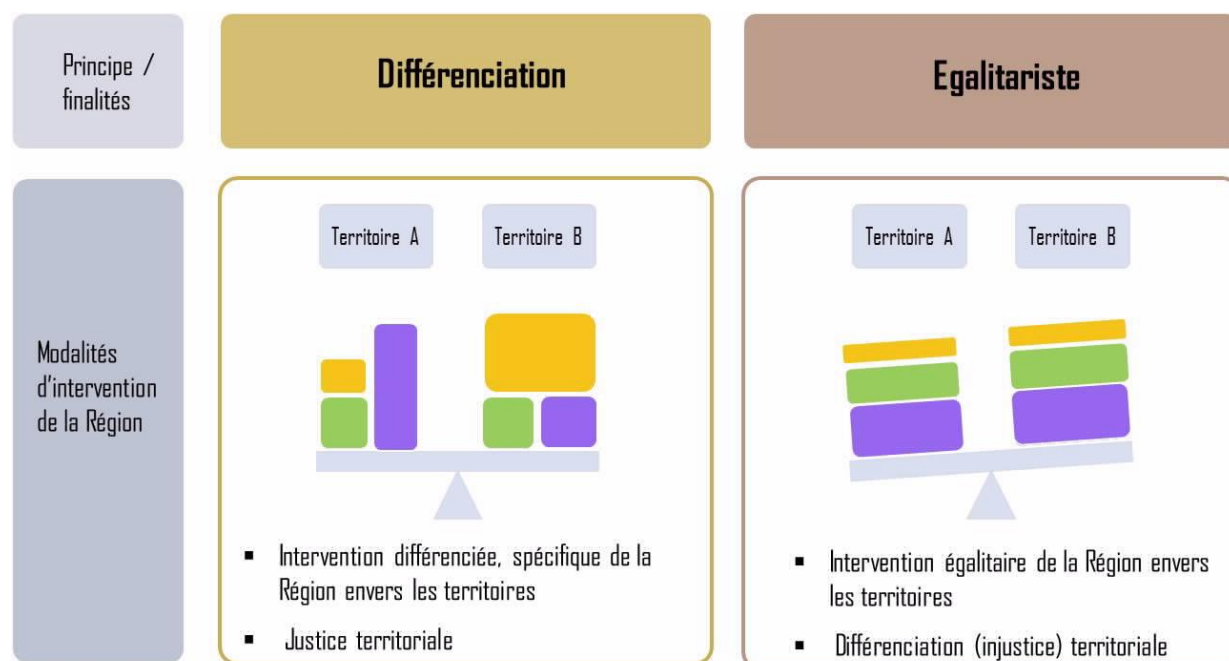 Principe /
finalités
Différenciation
Egalitariste
Modalités
d'intervention
de la Région
Territoire A
Territoire B
▪ Intervention différenciée, spécifique de la
Région envers les territoires
▪ Justice territoriale
Territoire A
Territoire B
▪ Intervention égalitaire de la Région envers
les territoires
▪ Différenciation (injustice) territoriale